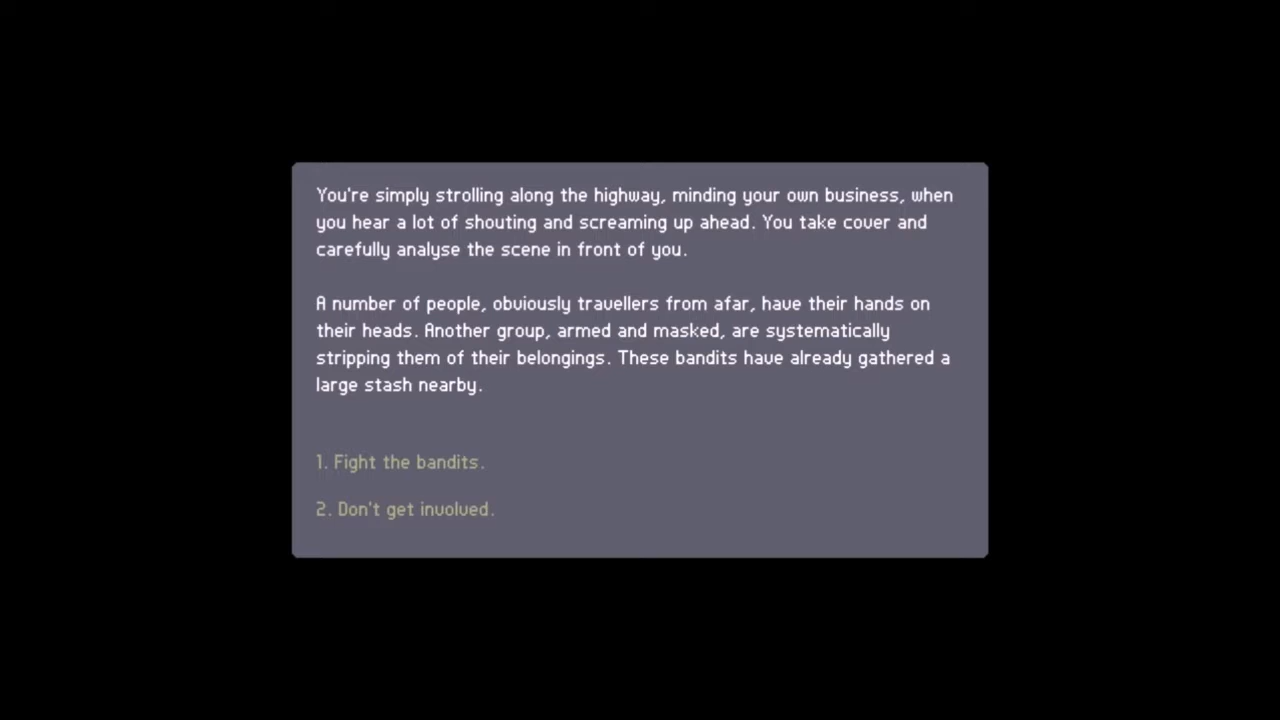 You're simply strolling along the highway, minding your own business, when
you hear a lot of shouting and screaming up ahead. You take cover and
carefully analyse the scene in front of you.
A number of people, obviously travellers from afar, have their hands on
their heads. Another group, armed and masked, are systematically
stripping them of their belongings. These bandits have already gathered a
large stash nearby.
1. Fight the bandits.
2. Don't get involved.